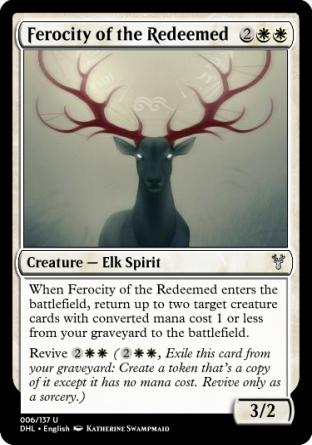 Ferocity of the Redeemed 2
Creature — Elk Spirit
When Ferocity of the Redeemed enters the
battlefield, return up to two target creature
cards with converted mana cost 1 or less
from your graveyard to the battlefield.
Revive 2 (2, Exile this card from
your graveyard: Create a token that's a copy
of it except it has no mana cost. Revive only
as a sorcery.)
3/2
006/137 U
DHL • English Katherine Swampmaid